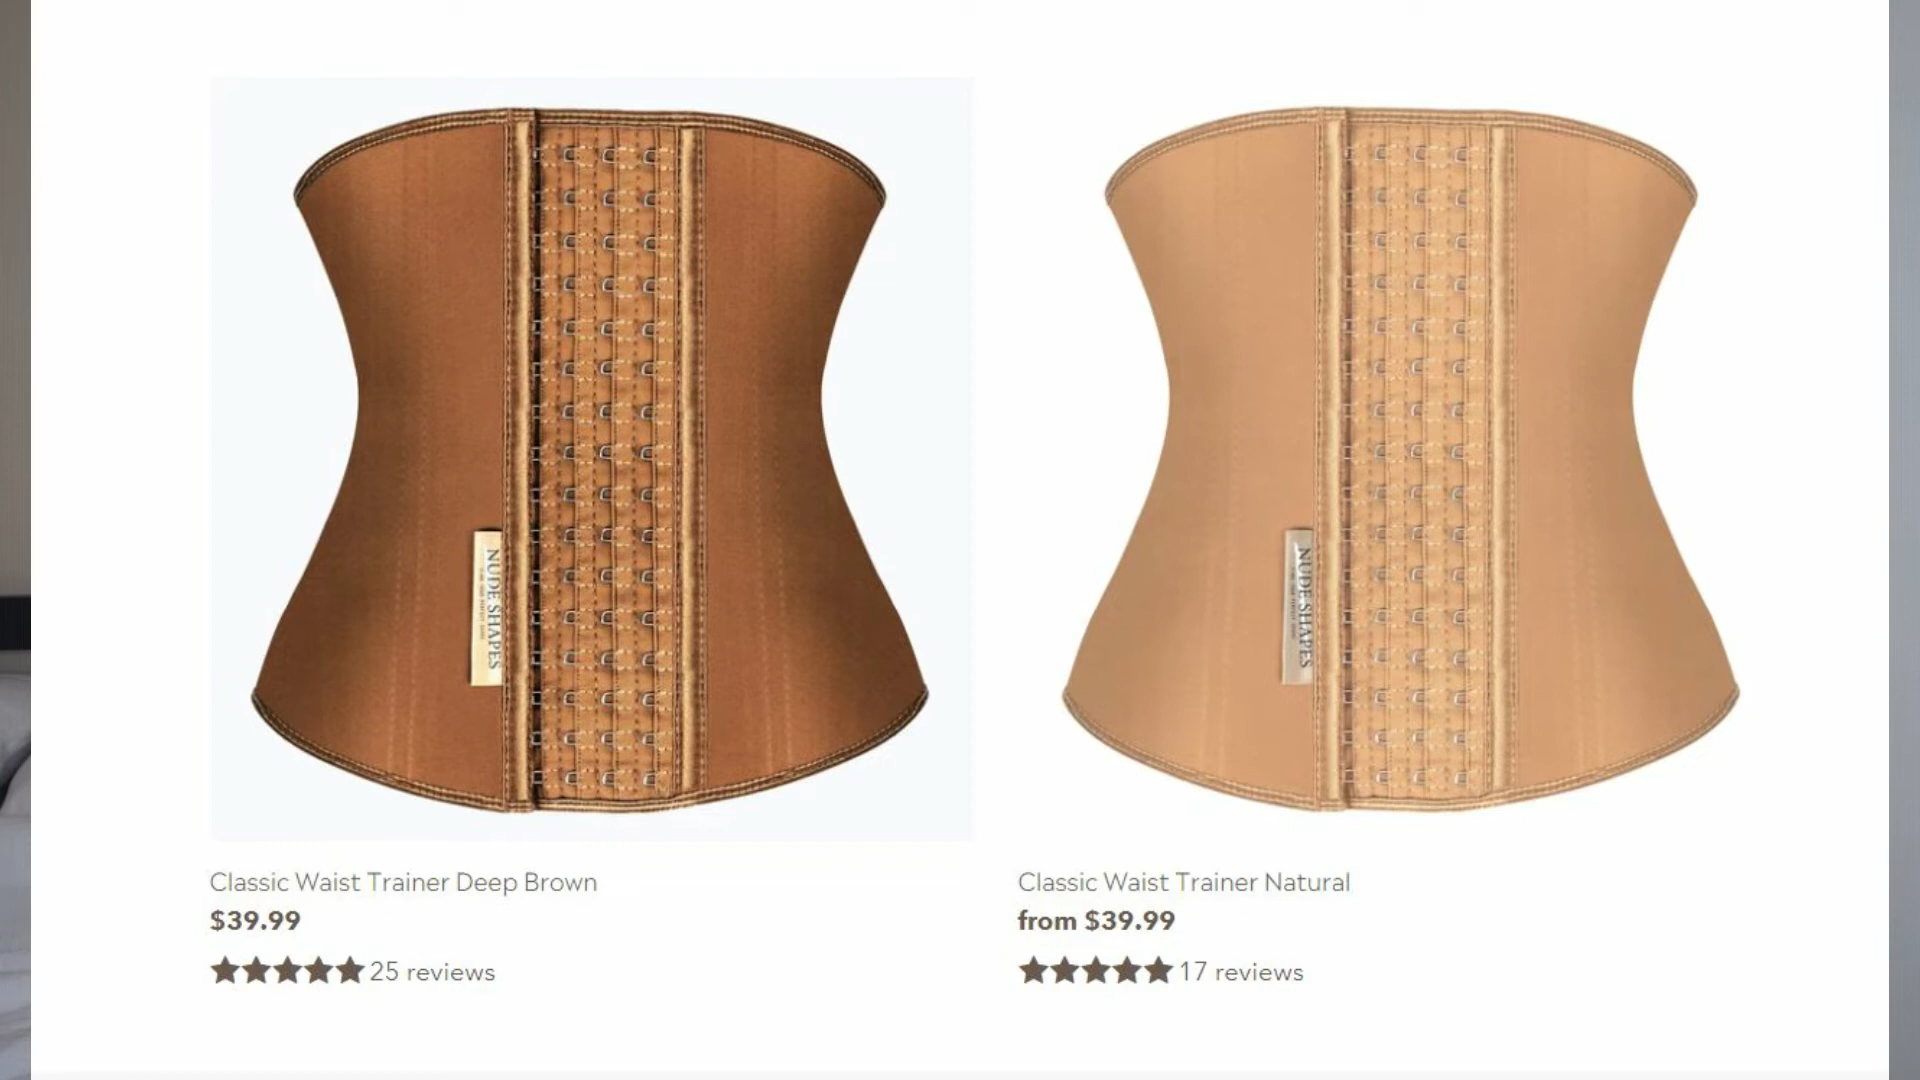 NUDE SHAPES
NUDE SHAPES
Classic Waist Trainer Deep Brown
$39.99
25 reviews
Classic Waist Trainer Natural
from $39.99
17 reviews